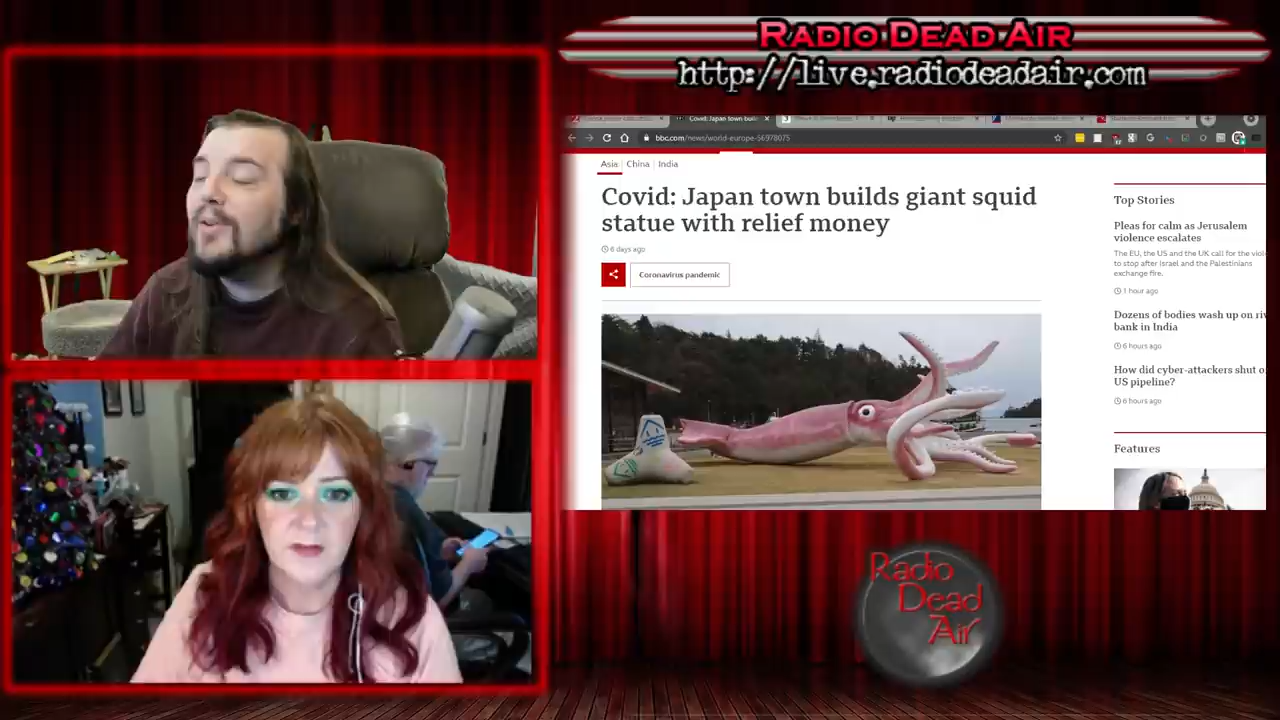 RADIO DEAD AIR
http://live.radiodeadair.com
Covid: Japan town buil
bbc.com/news/world-europe-56978075
Asia | China | India
Covid: Japan town builds giant squid
statue with relief money
6 days ago
Coronavirus pandemic
Top Stories
Pleas for calm as Jerusalem
violence escalates
The EU, the US and the UK call for the
to stop after Israel and the Palestinians
exchange fire.
1 hour ago
Dozens of bodies wash up on
bank in India
6 hours ago
How did cyber-attackers shut
US pipeline?
6 hours ago
Features
Radio
Dead
Air